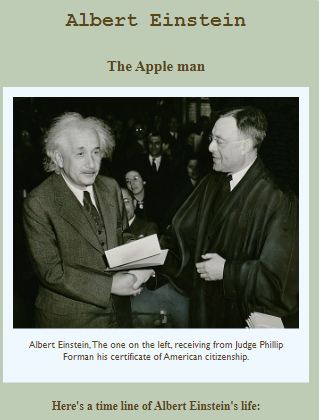 Albert Einstein
The Apple man
Albert Einstein,The one on the left, receiving from Judge Phillip
Forman his certificate of American citizenship.
Here's a time line of Albert Einstein's life: